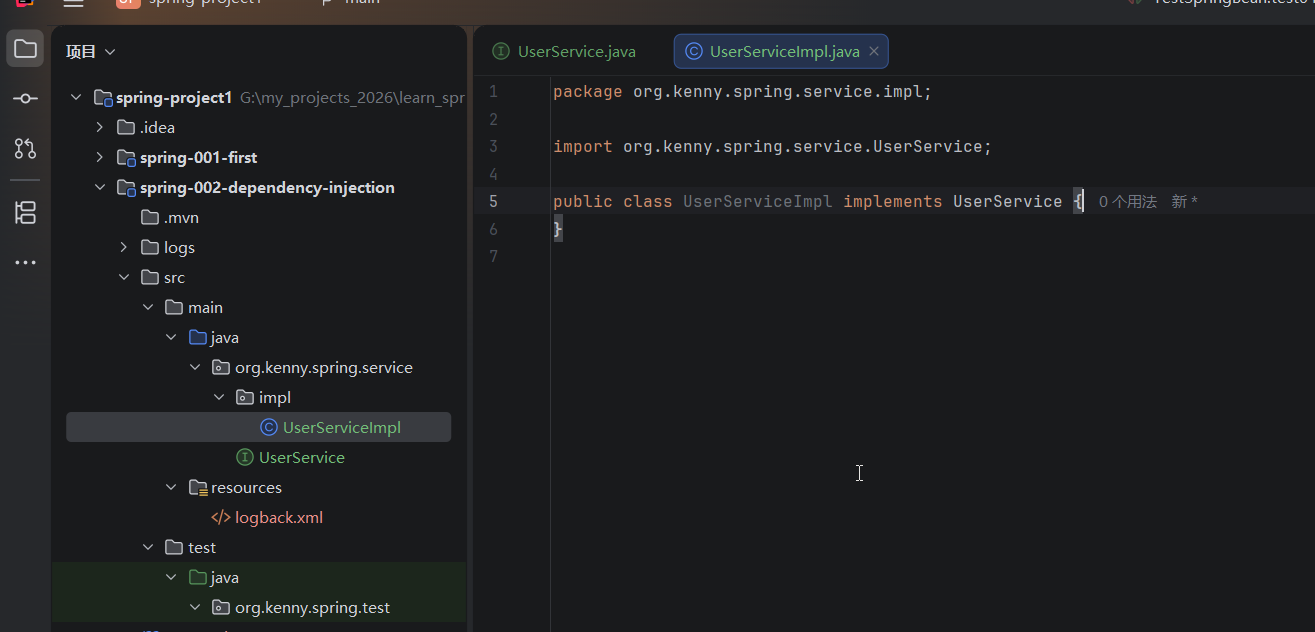 spring-project1
main
项目
spring-project1 G:\my_projects_2026\learn_spr
.idea
spring-001-first
spring-002-dependency-injection
.mvn
logs
src
main
java
org.kenny.spring.service
impl
UserServiceImpl
UserService
resources
logback.xml
test
java
org.kenny.spring.test
UserService.java
UserServiceImpl.java
1 package org.kenny.spring.service.impl;
2
3 import org.kenny.spring.service.UserService;
4
5 public class UserServiceImpl implements UserService { 0 个用法 新 *
6 }
7